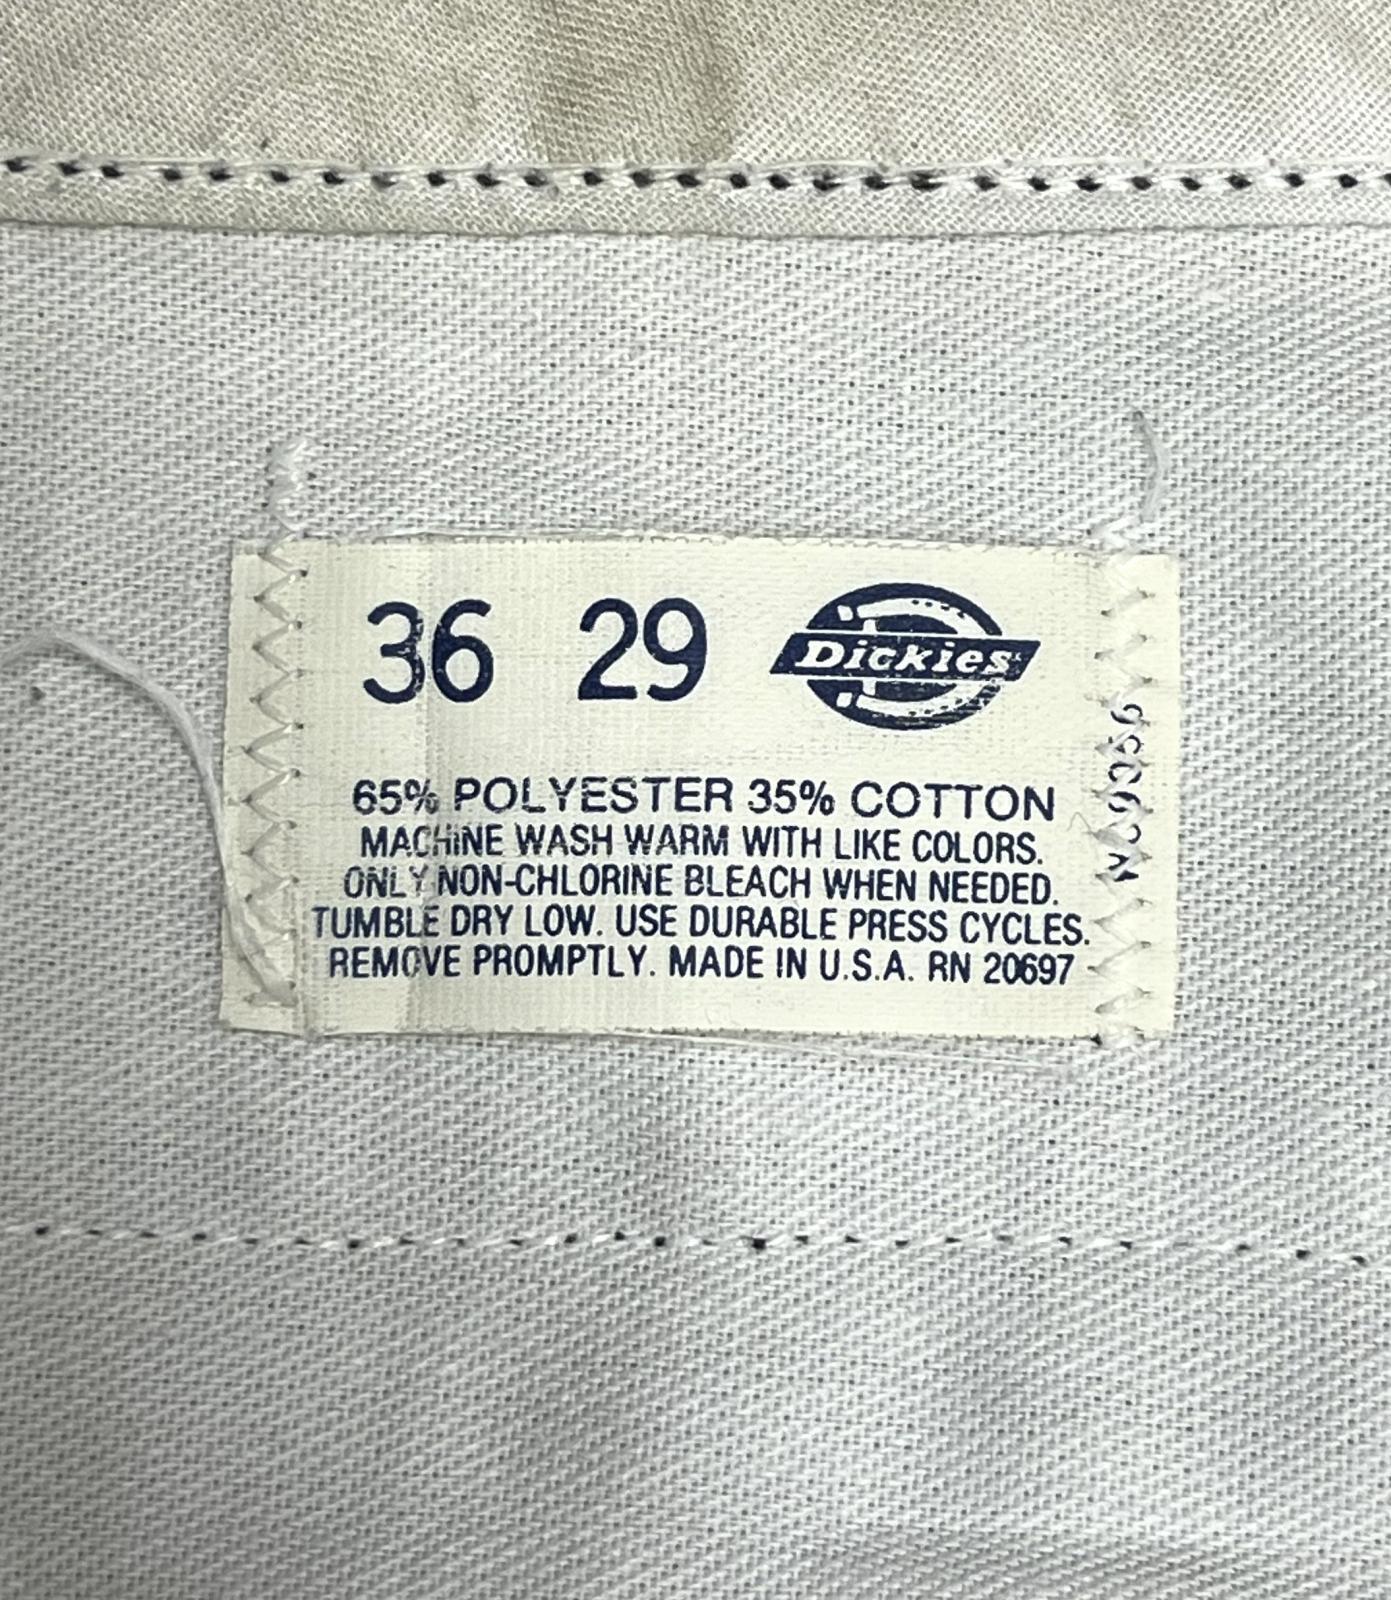 36 29 Dickies
65% POLYESTER 35% COTTON
MACHINE WASH WARM WITH LIKE COLORS.
ONLY NON-CHLORINE BLEACH WHEN NEEDED.
TUMBLE DRY LOW. USE DURABLE PRESS CYCLES.
REMOVE PROMPTLY. MADE IN U.S.A. RN 20697